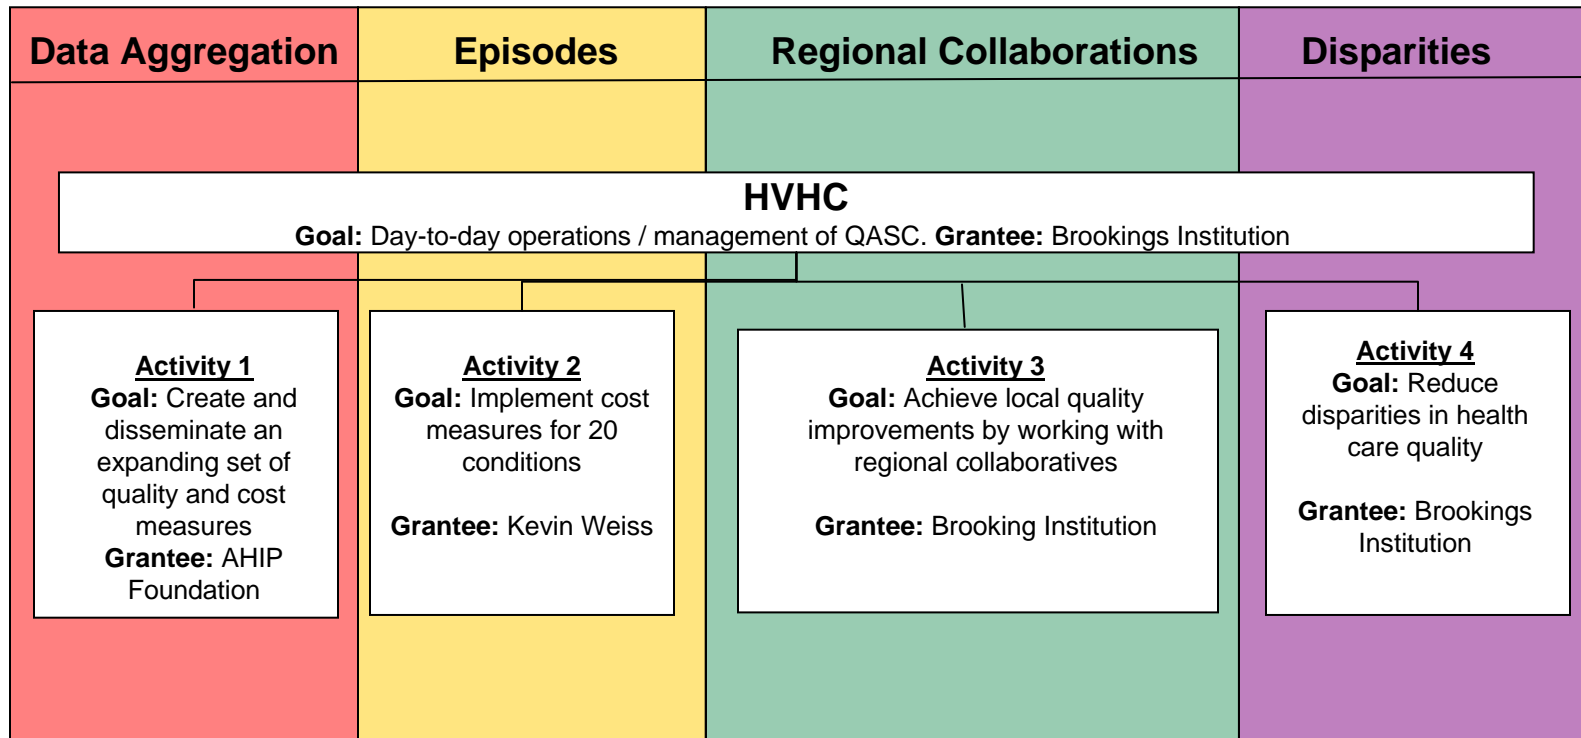 Data Aggregation
Episodes
Regional Collaborations
Disparities
HVHC
Goal: Day-to-day operations / management of QASC. Grantee: Brookings Institution
Activity 1
Goal: Create and
disseminate an
expanding set of
quality and cost
measures
Grantee: AHIP
Foundation
Activity 2
Goal: Implement cost
measures for 20
conditions
Grantee: Kevin Weiss
Activity 3
Goal: Achieve local quality
improvements by working with
regional collaboratives
Grantee: Brooking Institution
Activity 4
Goal: Reduce
disparities in health
care quality
Grantee: Brookings
Institution